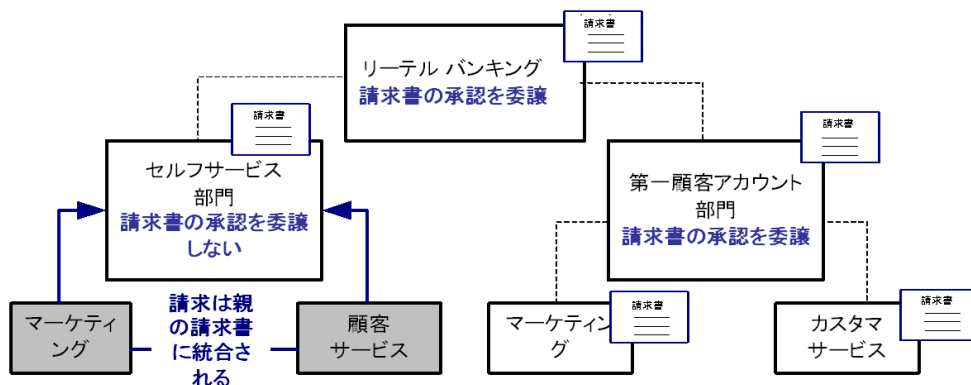 請求書
リーテル バンキング
請求書の承認を委譲
請求書
セルフサービス
部門
請求書の承認を委譲
しない
請求書
第一顧客アカウント
部門
請求書の承認を委譲
マーケティ
ング
請求は親
の請求書
に統合さ
れる
顧客
サービス
請求書
マーケティン
グ
請求書
カスタマ
サービス